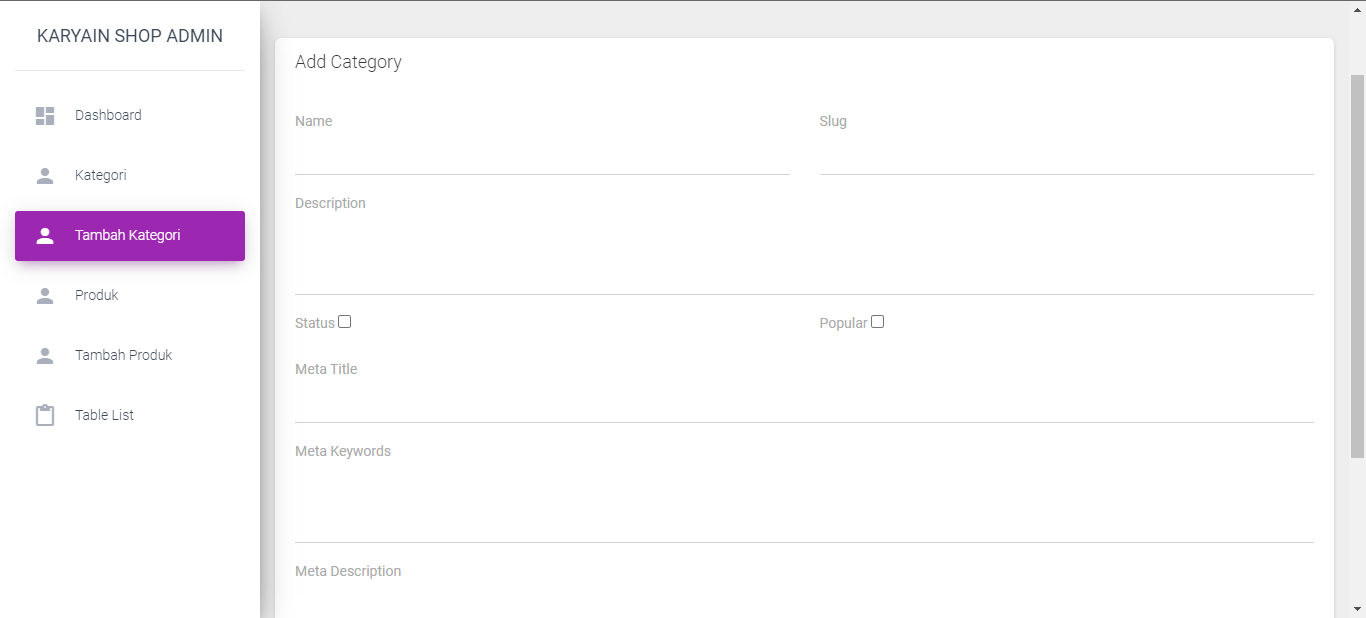 KARYAIN SHOP ADMIN
Dashboard
Kategori
Tambah Kategori
Produk
Tambah Produk
Table List
Add Category
Name
Slug
Description
Status
Popular
Meta Title
Meta Keywords
Meta Description